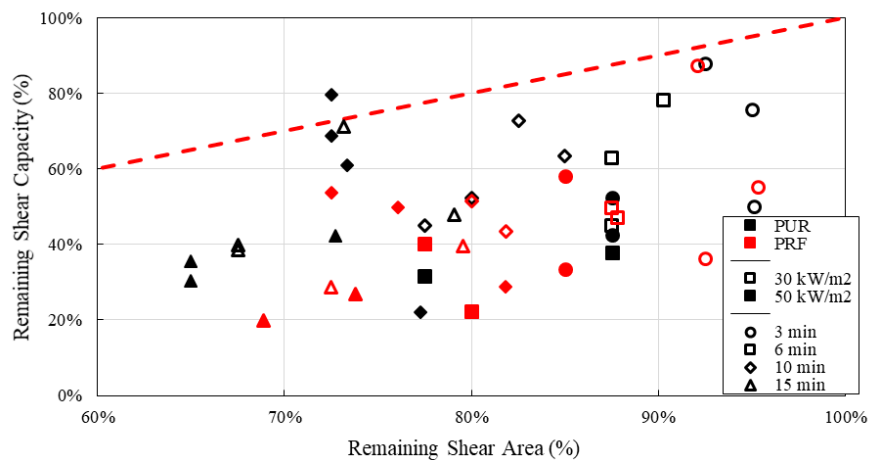 100%
80%
60%
40%
20%
0%
Remaining Shear Capacity (%)
60%
70%
80%
90%
100%
Remaining Shear Area (%)
PUR
PRF
30 kW/m2
50 kW/m2
3 min
6 min
10 min
15 min